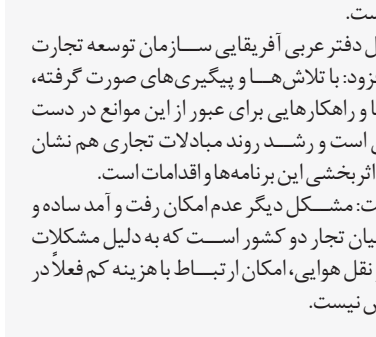 ست.
ل دفتر عربی آفریقایی سازمان توسعه تجارت
زود: با تلاش‌ها و پیگیری‌های صورت گرفته،
ا و راهکارهایی برای عبور از این موانع در دست
ی است و رشد روند مبادلات تجاری هم نشان
اثربخشی این برنامه‌ها و اقدامات است.
ت: مشکل دیگر عدم امکان رفت و آمد ساده و
یان تجار دو کشور است که به دلیل مشکلات
نقل هوایی، امکان ارتباط با هزینه کم فعلاً در
س نیست.